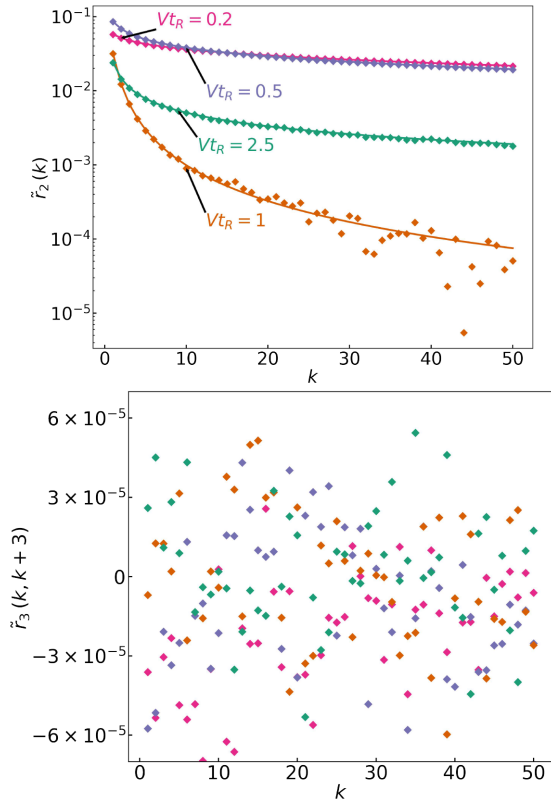 10⁻¹
10⁻²
10⁻³
10⁻⁴
10⁻⁵
r̃₂(k)
Vt_R = 0.2
Vt_R = 0.5
Vt_R = 2.5
Vt_R = 1
0 10 20 30 40 50
k
6 × 10⁻⁵
3 × 10⁻⁵
0
−3 × 10⁻⁵
−6 × 10⁻⁵
r̃₃(k, k + 3)
0 10 20 30 40 50
k